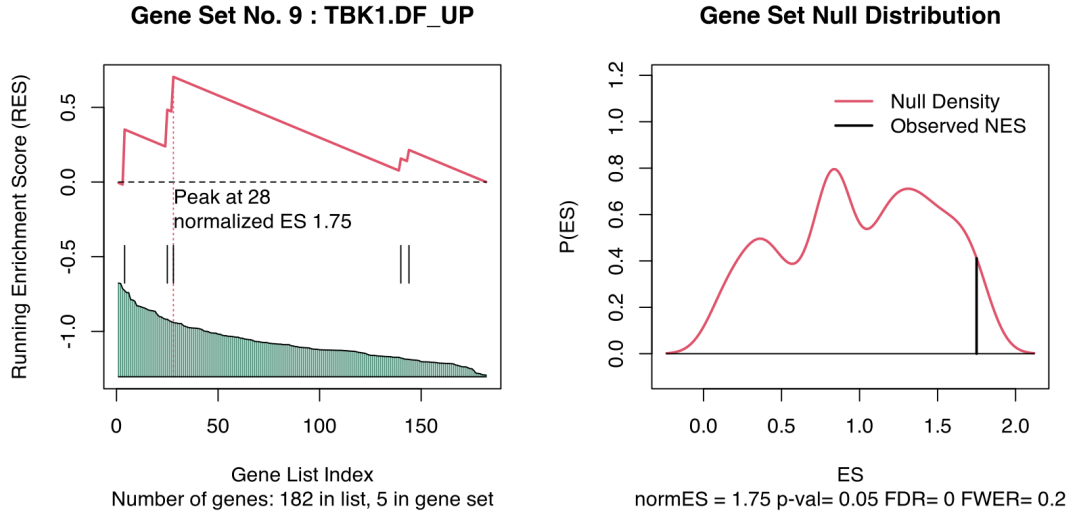 Gene Set No. 9 : TBK1.DF_UP
Running Enrichment Score (RES)
0.5
0.0
-0.5
-1.0
Peak at 28
normalized ES 1.75
0 50 100 150
Gene List Index
Number of genes: 182 in list, 5 in gene set
Gene Set Null Distribution
P(ES)
1.2
1.0
0.8
0.6
0.4
0.2
0.0
Null Density
Observed NES
0.0 0.5 1.0 1.5 2.0
ES
normES = 1.75 p-val= 0.05 FDR= 0 FWER= 0.2